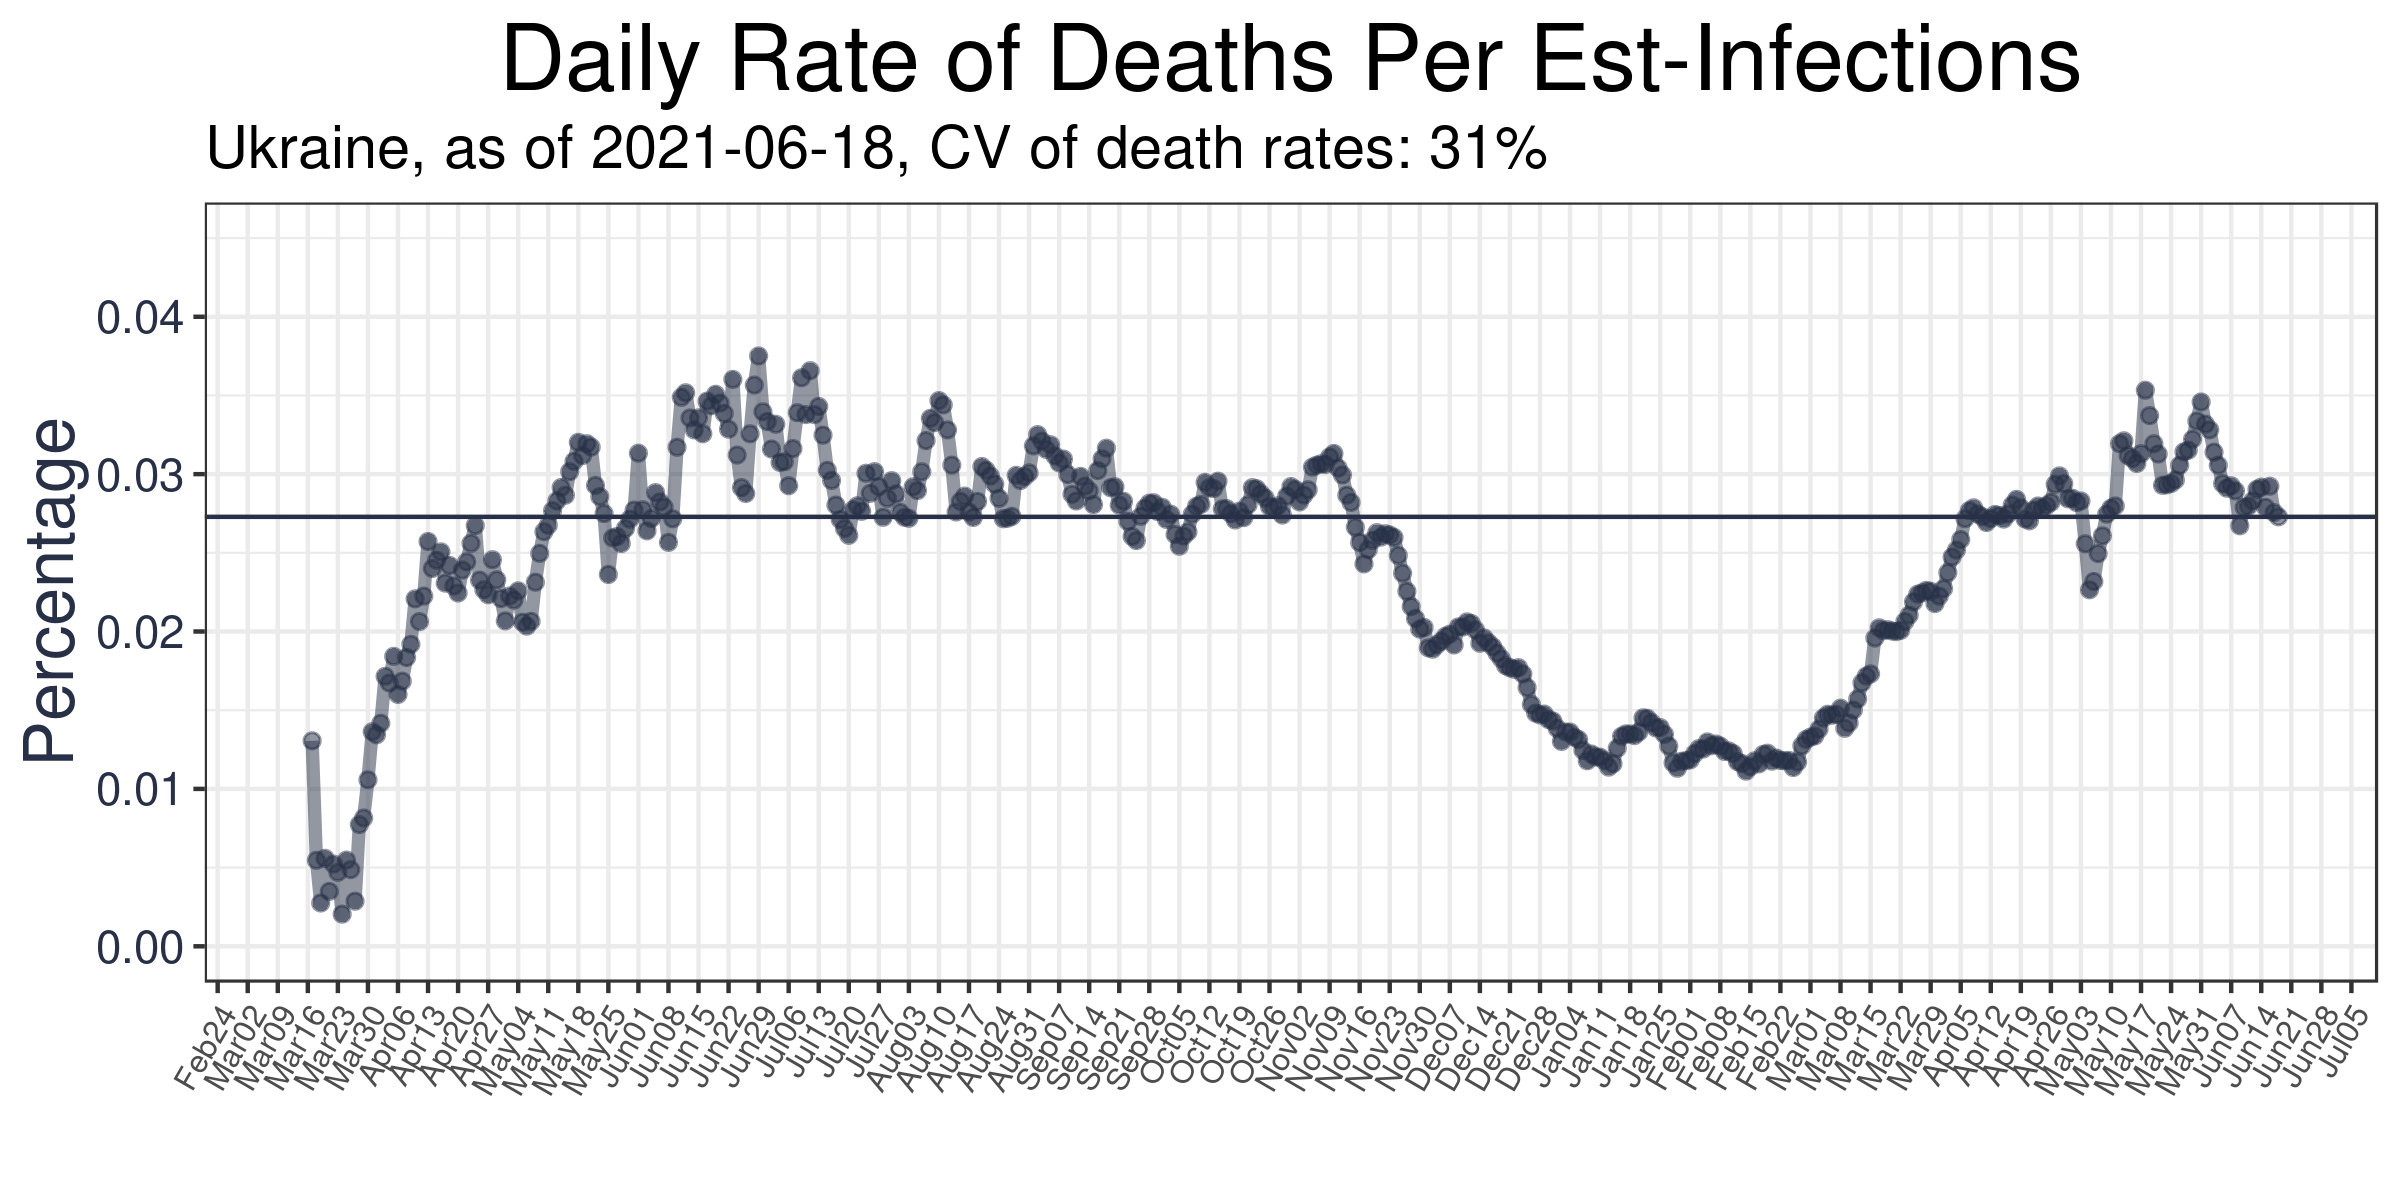 Daily Rate of Deaths Per Est-Infections
Ukraine, as of 2021-06-18, CV of death rates: 31%
Percentage
0.04
0.03
0.02
0.01
0.00
Feb24
Mar02
Mar09
Mar16
Mar23
Mar30
Apr06
Apr13
Apr20
Apr27
May04
May11
May18
May25
Jun01
Jun08
Jun15
Jun22
Jun29
Jul06
Jul13
Jul20
Jul27
Aug03
Aug10
Aug17
Aug24
Aug31
Sep07
Sep14
Sep21
Sep28
Oct05
Oct12
Oct19
Oct26
Nov02
Nov09
Nov16
Nov23
Nov30
Dec07
Dec14
Dec21
Dec28
Jan04
Jan11
Jan18
Jan25
Feb01
Feb08
Feb15
Feb22
Mar01
Mar08
Mar15
Mar22
Mar29
Apr05
Apr12
Apr19
Apr26
May03
May10
May17
May24
May31
Jun07
Jun14
Jun21
Jun28
Jul05